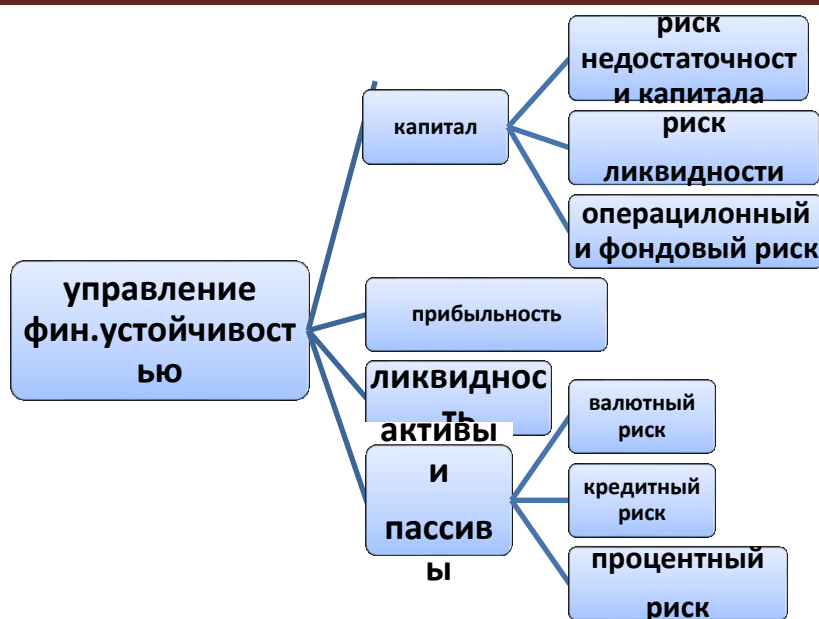 управление
фин.устойчивост
ью
капитал
риск
недостаточност
и капитала
риск
ликвидности
операцилонный
и фондовый риск
прибыльность
ликвиднос
ть
активы
и
пассив
ы
валютный
риск
кредитный
риск
процентный
риск